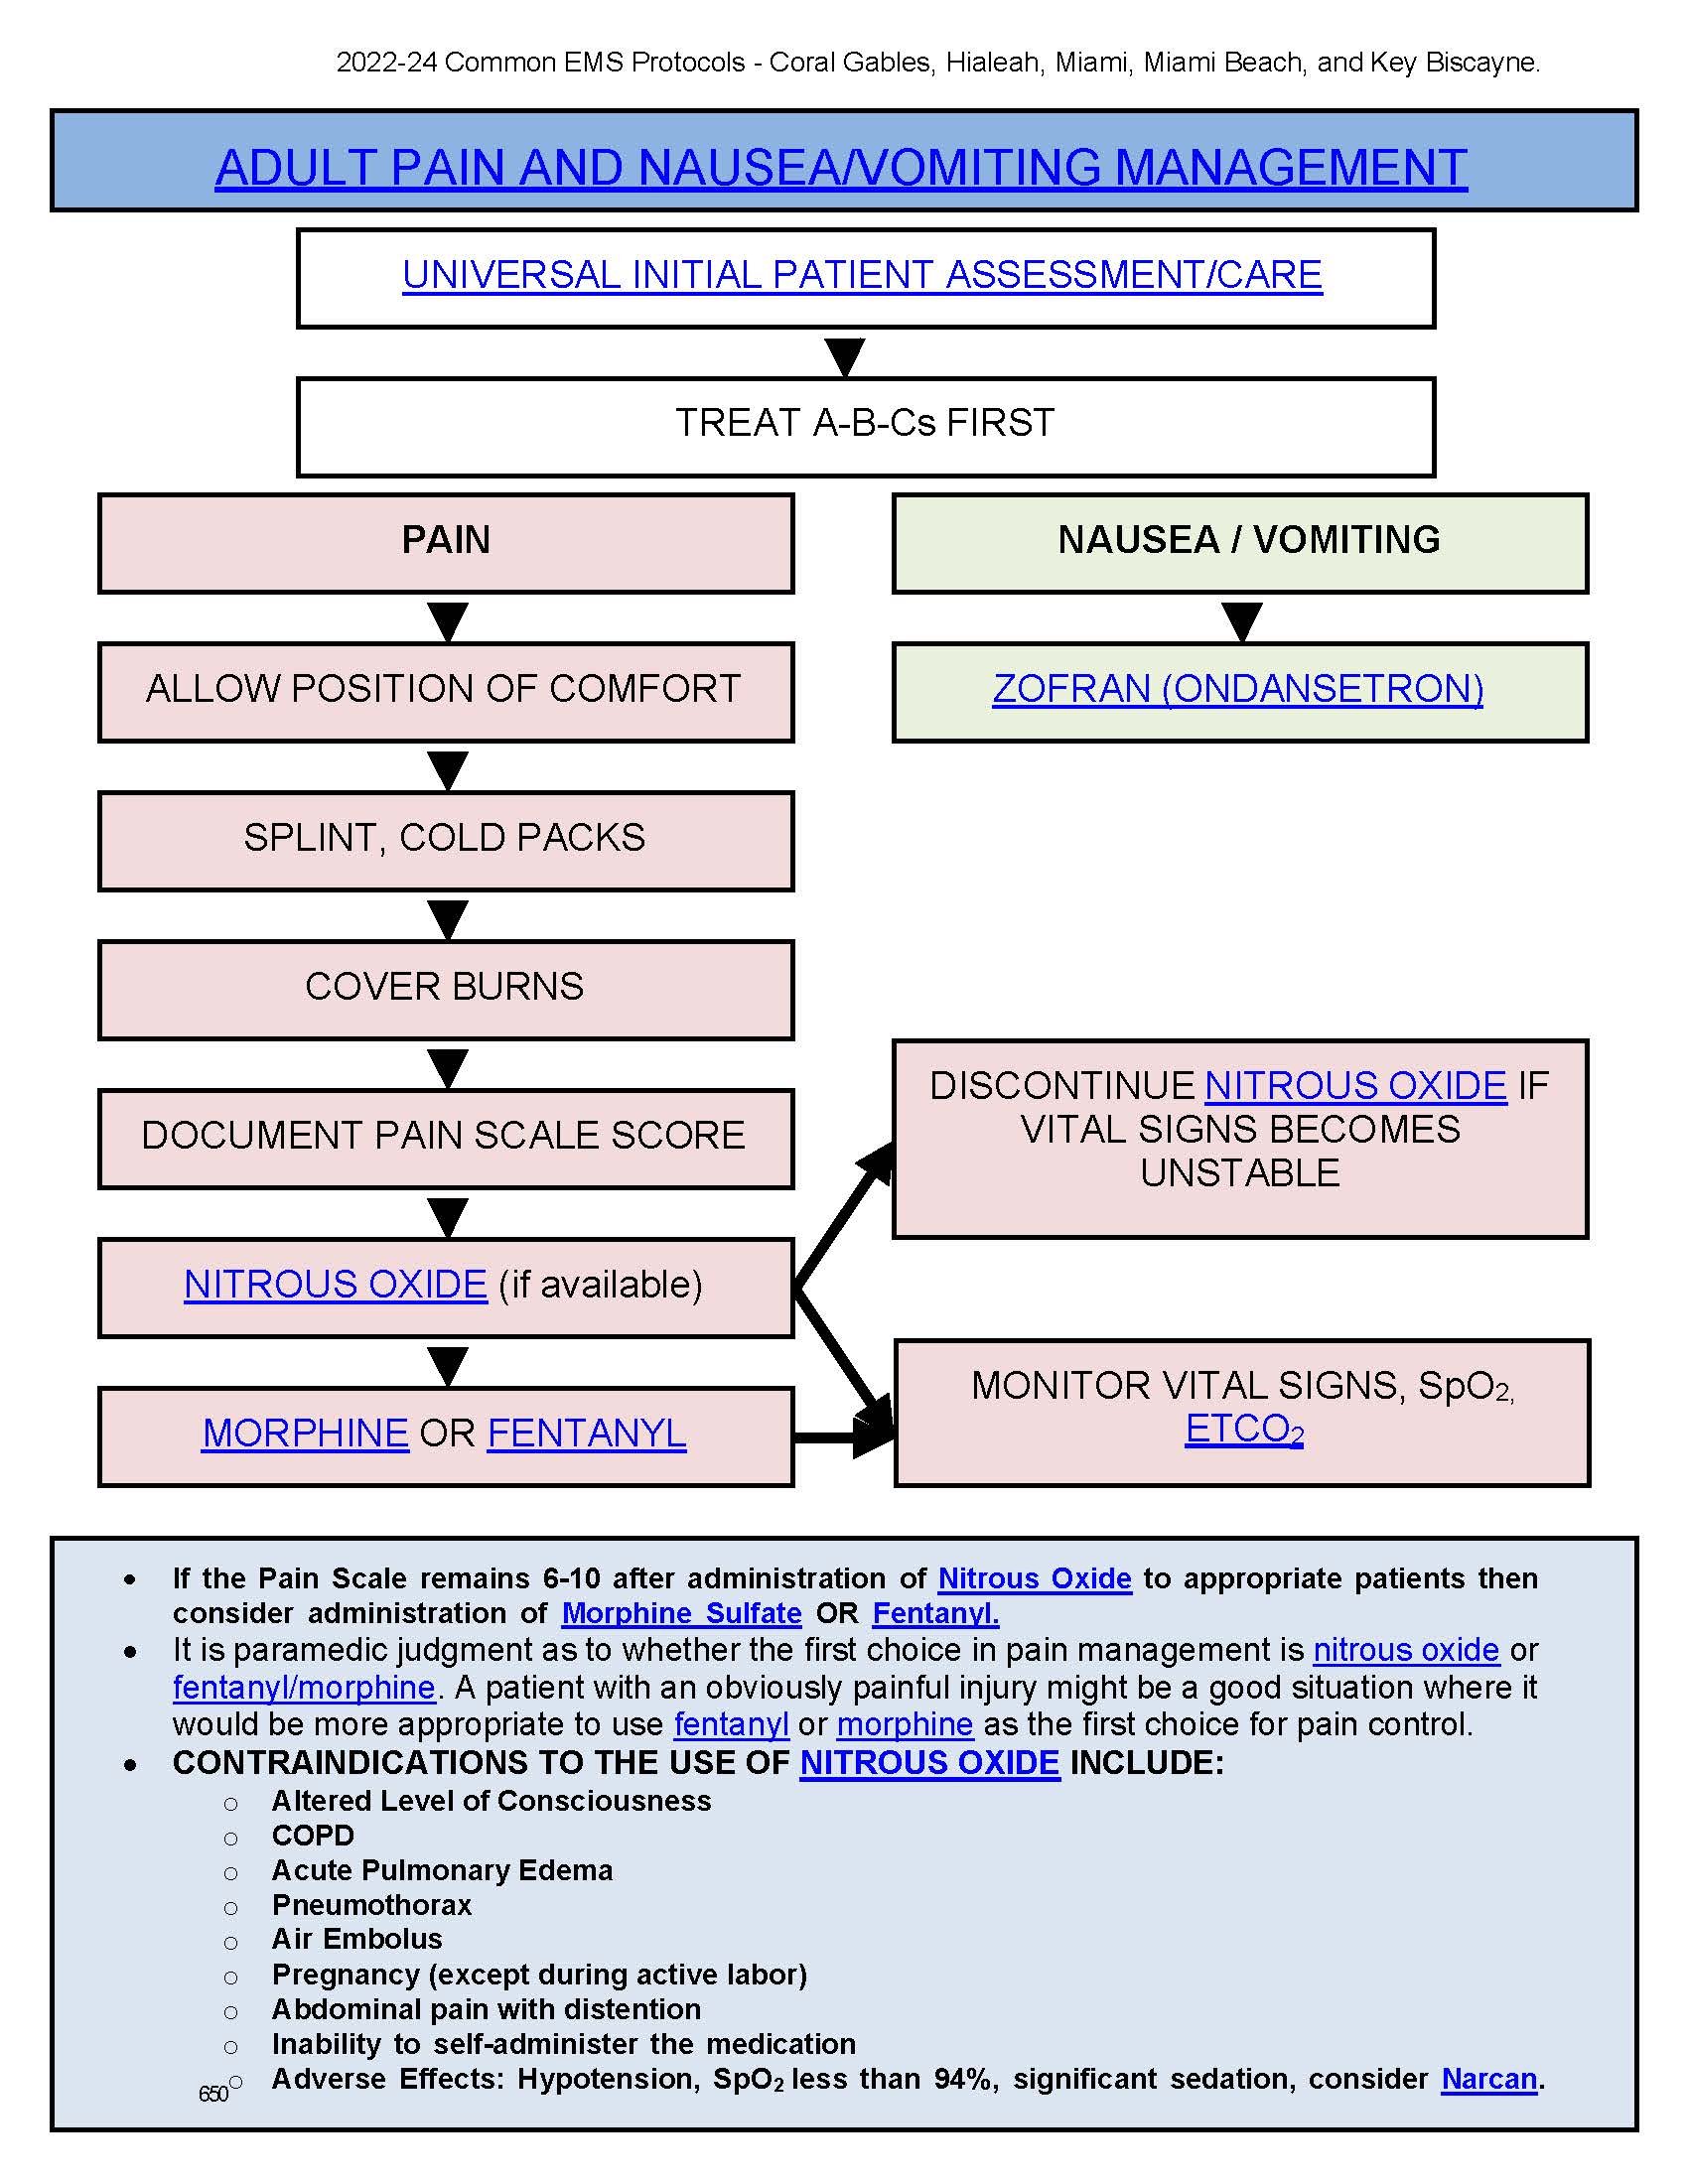 2022-24 Common EMS Protocols - Coral Gables, Hialeah, Miami, Miami Beach, and Key Biscayne.
ADULT PAIN AND NAUSEA/VOMITING MANAGEMENT
UNIVERSAL INITIAL PATIENT ASSESSMENT/CARE
TREAT A-B-Cs FIRST
PAIN
NAUSEA / VOMITING
ALLOW POSITION OF COMFORT
ZOFRAN (ONDANSETRON)
SPLINT, COLD PACKS
COVER BURNS
DOCUMENT PAIN SCALE SCORE
DISCONTINUE NITROUS OXIDE IF
VITAL SIGNS BECOMES
UNSTABLE
NITROUS OXIDE (if available)
MORPHINE OR FENTANYL
MONITOR VITAL SIGNS, SpO₂,
ETCO₂
• If the Pain Scale remains 6-10 after administration of Nitrous Oxide to appropriate patients then
consider administration of Morphine Sulfate OR Fentanyl.
• It is paramedic judgment as to whether the first choice in pain management is nitrous oxide or
fentanyl/morphine. A patient with an obviously painful injury might be a good situation where it
would be more appropriate to use fentanyl or morphine as the first choice for pain control.
• CONTRAINDICATIONS TO THE USE OF NITROUS OXIDE INCLUDE:
o Altered Level of Consciousness
o COPD
o Acute Pulmonary Edema
o Pneumothorax
o Air Embolus
o Pregnancy (except during active labor)
o Abdominal pain with distention
o Inability to self-administer the medication
o Adverse Effects: Hypotension, SpO₂ less than 94%, significant sedation, consider Narcan.
650